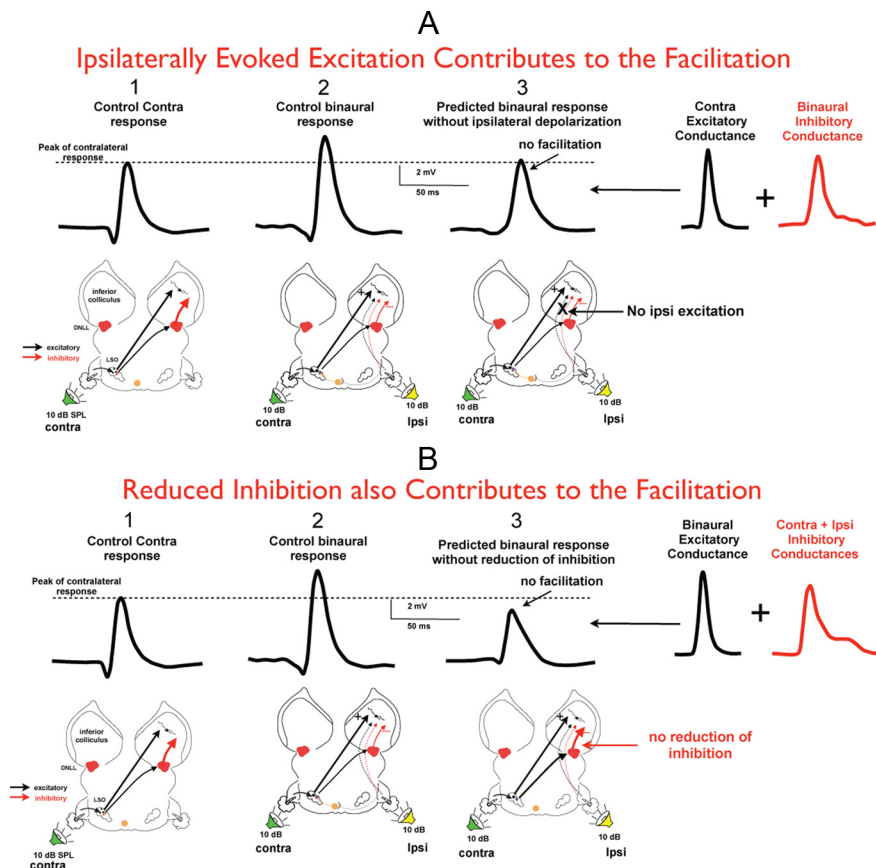 A
Ipsilaterally Evoked Excitation Contributes to the Facilitation
1
Control Contra
response
2
Control binaural
response
3
Predicted binaural response
without ipsilateral depolarization
Contra
Excitatory
Conductance
Binaural
Inhibitory
Conductance
Peak of contralateral
response
no facilitation
2 mV
50 ms
+
inferior
colliculus
DNLL
excitatory
inhibitory
LSO
10 dB SPL
contra
+
–
10 dB
contra
10 dB
Ipsi
+
–
X
No ipsi excitation
10 dB
contra
10 dB
Ipsi
B
Reduced Inhibition also Contributes to the Facilitation
1
Control Contra
response
2
Control binaural
response
3
Predicted binaural response
without reduction of inhibition
Binaural
Excitatory
Conductance
Contra + Ipsi
Inhibitory
Conductances
Peak of contralateral
response
no facilitation
2 mV
50 ms
+
inferior
colliculus
DNLL
excitatory
inhibitory
LSO
10 dB SPL
contra
+
–
10 dB
contra
10 dB
Ipsi
+
–
no reduction of
inhibition
10 dB
contra
10 dB
Ipsi